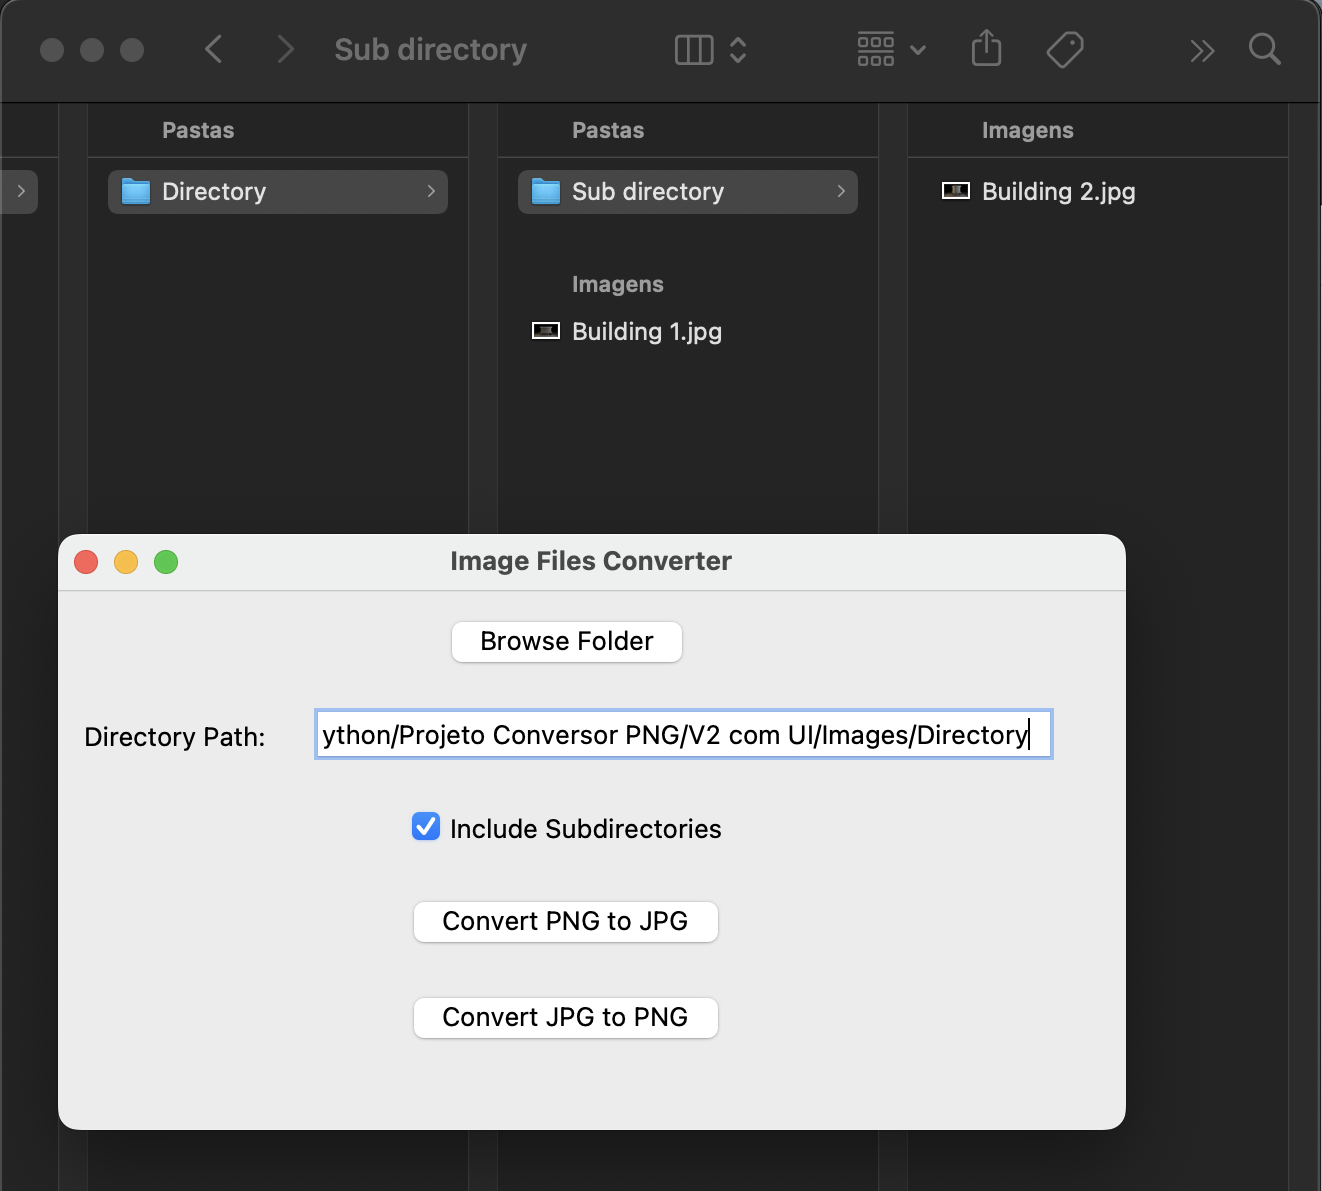 Sub directory
Pastas
Pastas
Imagens
Directory
Sub directory
Building 2.jpg
Imagens
Building 1.jpg
Image Files Converter
Browse Folder
Directory Path:
ython/Projeto Conversor PNG/V2 com UI/Images/Directory
Include Subdirectories
Convert PNG to JPG
Convert JPG to PNG